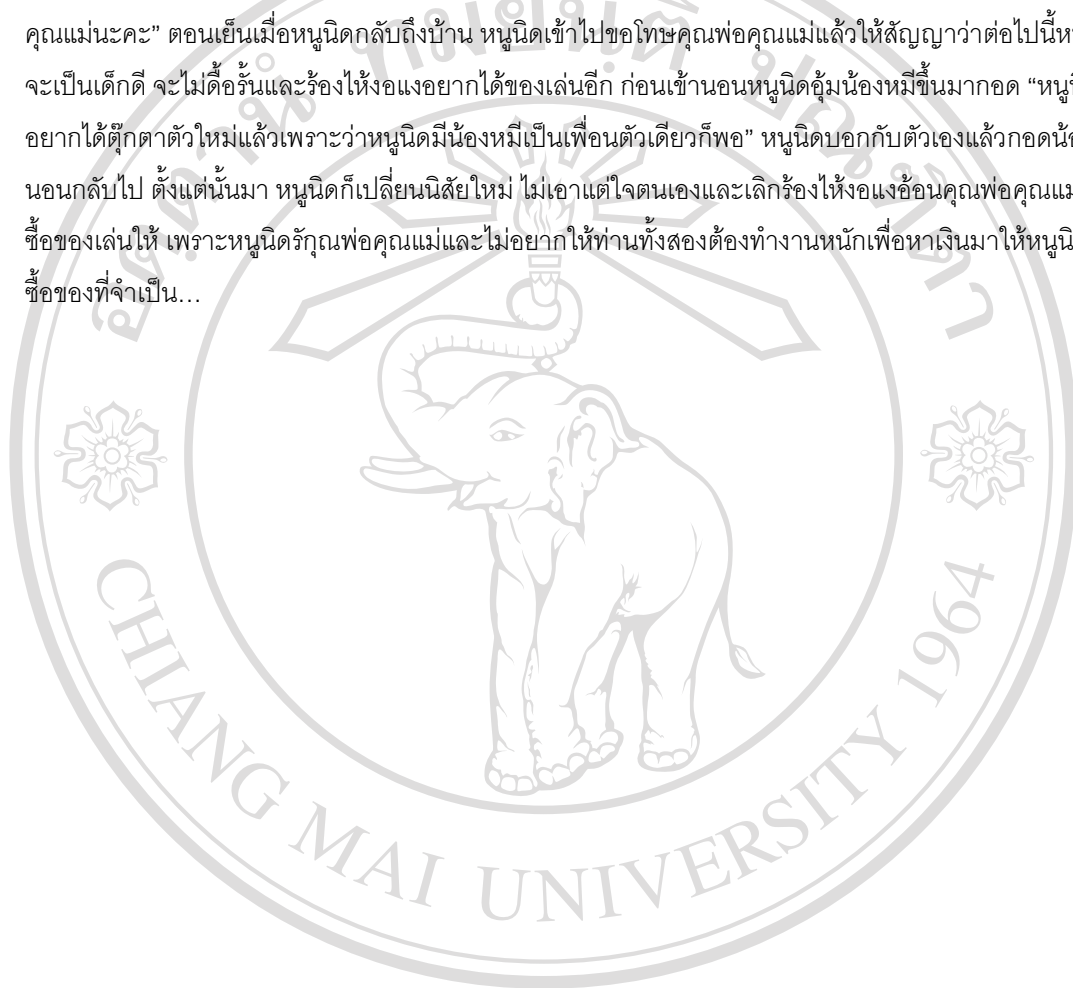 คุณแม่นะคะ” ตอนเย็นเมื่อหนูนิดกลับถึงบ้าน หนูนิดเข้าไปขอโทษคุณพ่อคุณแม่แล้วให้สัญญาว่าต่อไปนี้
จะเป็นเด็กดี จะไม่ดื้อรั้นและร้องไห้งอแงอยากได้ของเล่นอีก ก่อนเข้านอนหนูนิดอุ้มน้องหมีขึ้นมากอด
อยากได้ตุ๊กตาตัวใหม่แล้วเพราะว่าหนูนิดมีน้องหมีเป็นเพื่อนตัวเดียวก็พอ” หนูนิดบอกกับตัวเองแล้วกอด
นอนกลับไป ตั้งแต่นั้นมา หนูนิดก็เปลี่ยนนิสัยใหม่ ไม่เอาแต่ใจตนเองและเลิกร้องไห้งอแงอ้อนคุณพ่อคุณแม
ซื้อของเล่นให้ เพราะหนูนิดรักุณพ่อคุณแม่และไม่อยากให้ท่านทั้งสองต้องทำงานหนักเพื่อหาเงินมาให้หนูนิ
ซื้อของที่จำเป็น…
CHIANG MAI UNIVERSITY 1964